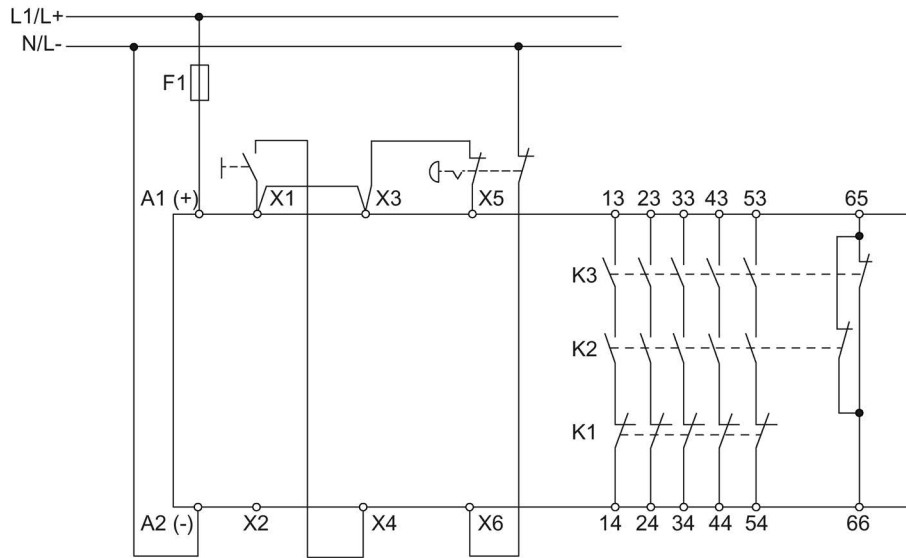 L1/L+
N/L-
F1
A1 (+)
X1
X3
X5
13
23
33
43
53
65
K3
K2
K1
A2 (-)
X2
X4
X6
14
24
34
44
54
66